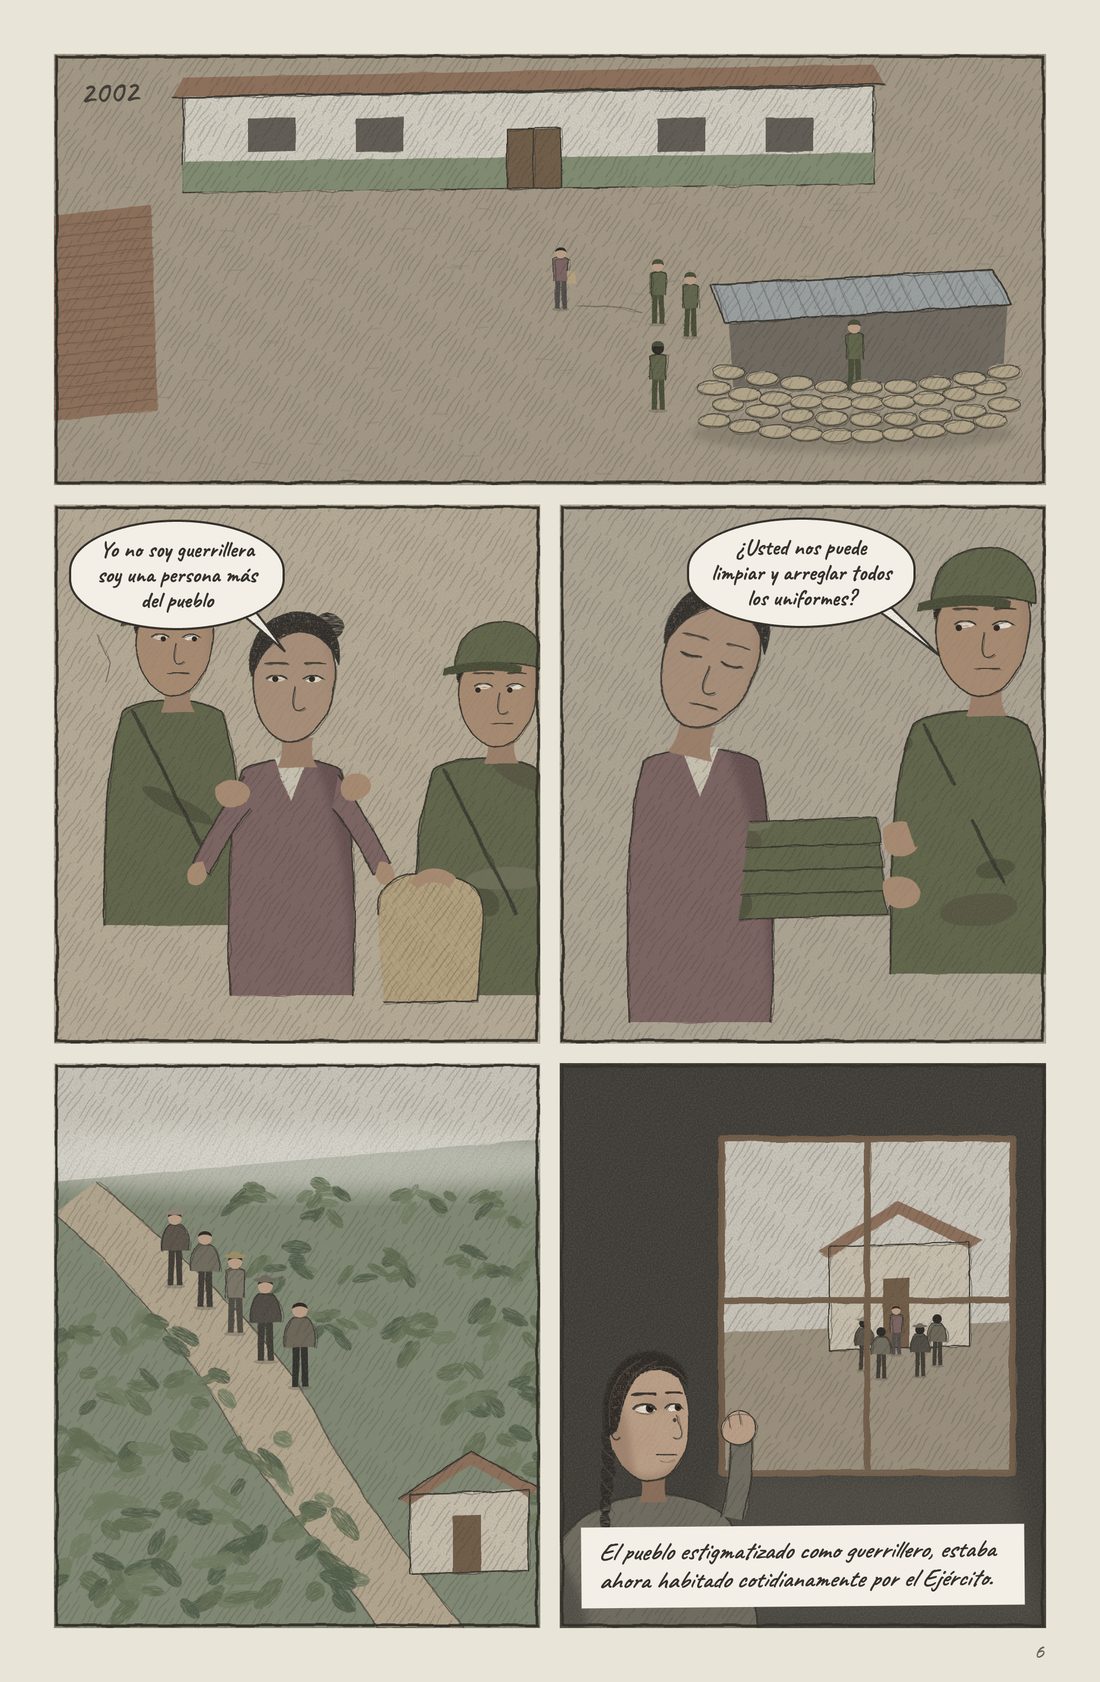 2002
Yo no soy guerrillera
soy una persona más
del pueblo
¿Usted nos puede
limpiar y arreglar todos
los uniformes?
El pueblo estigmatizado como guerrillero, estaba
ahora habitado cotidianamente por el Ejército.
6